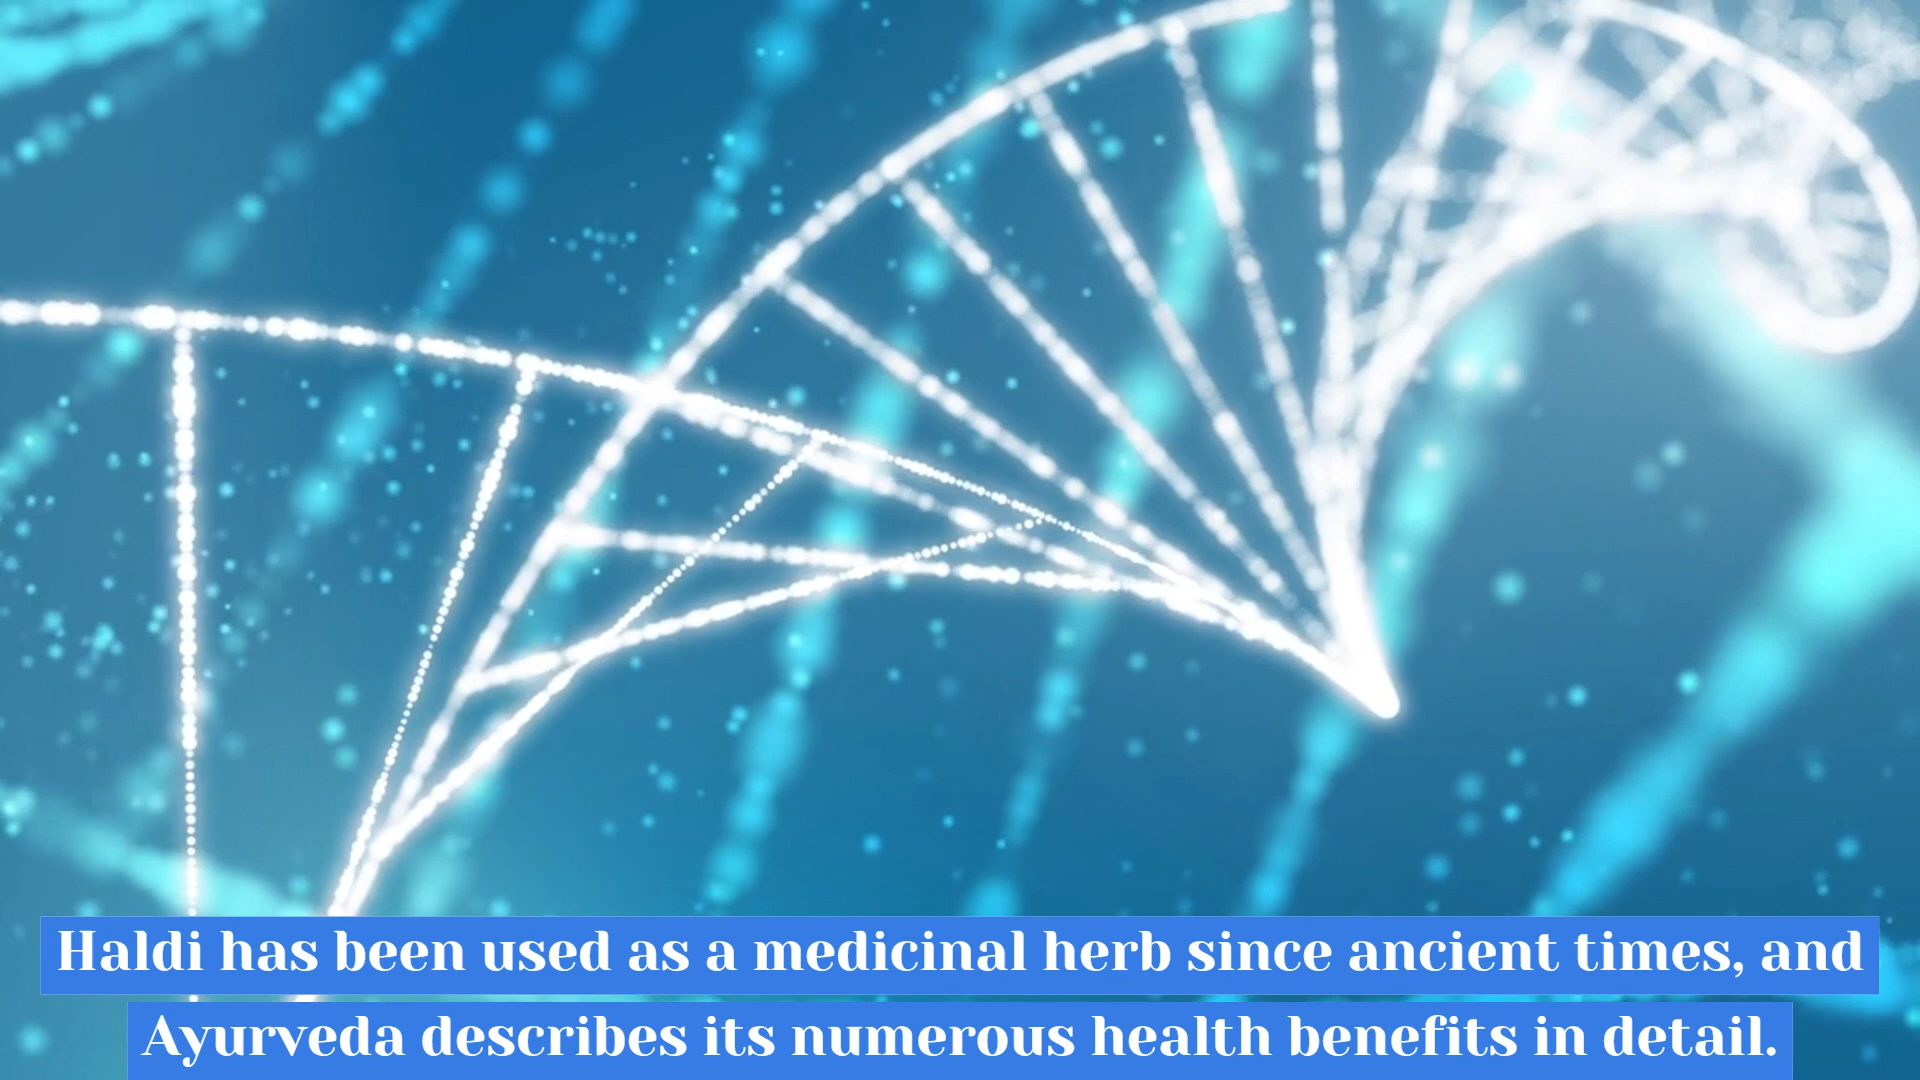 Haldi has been used as a medicinal herb since ancient times, and
Ayurveda describes its numerous health benefits in detail.